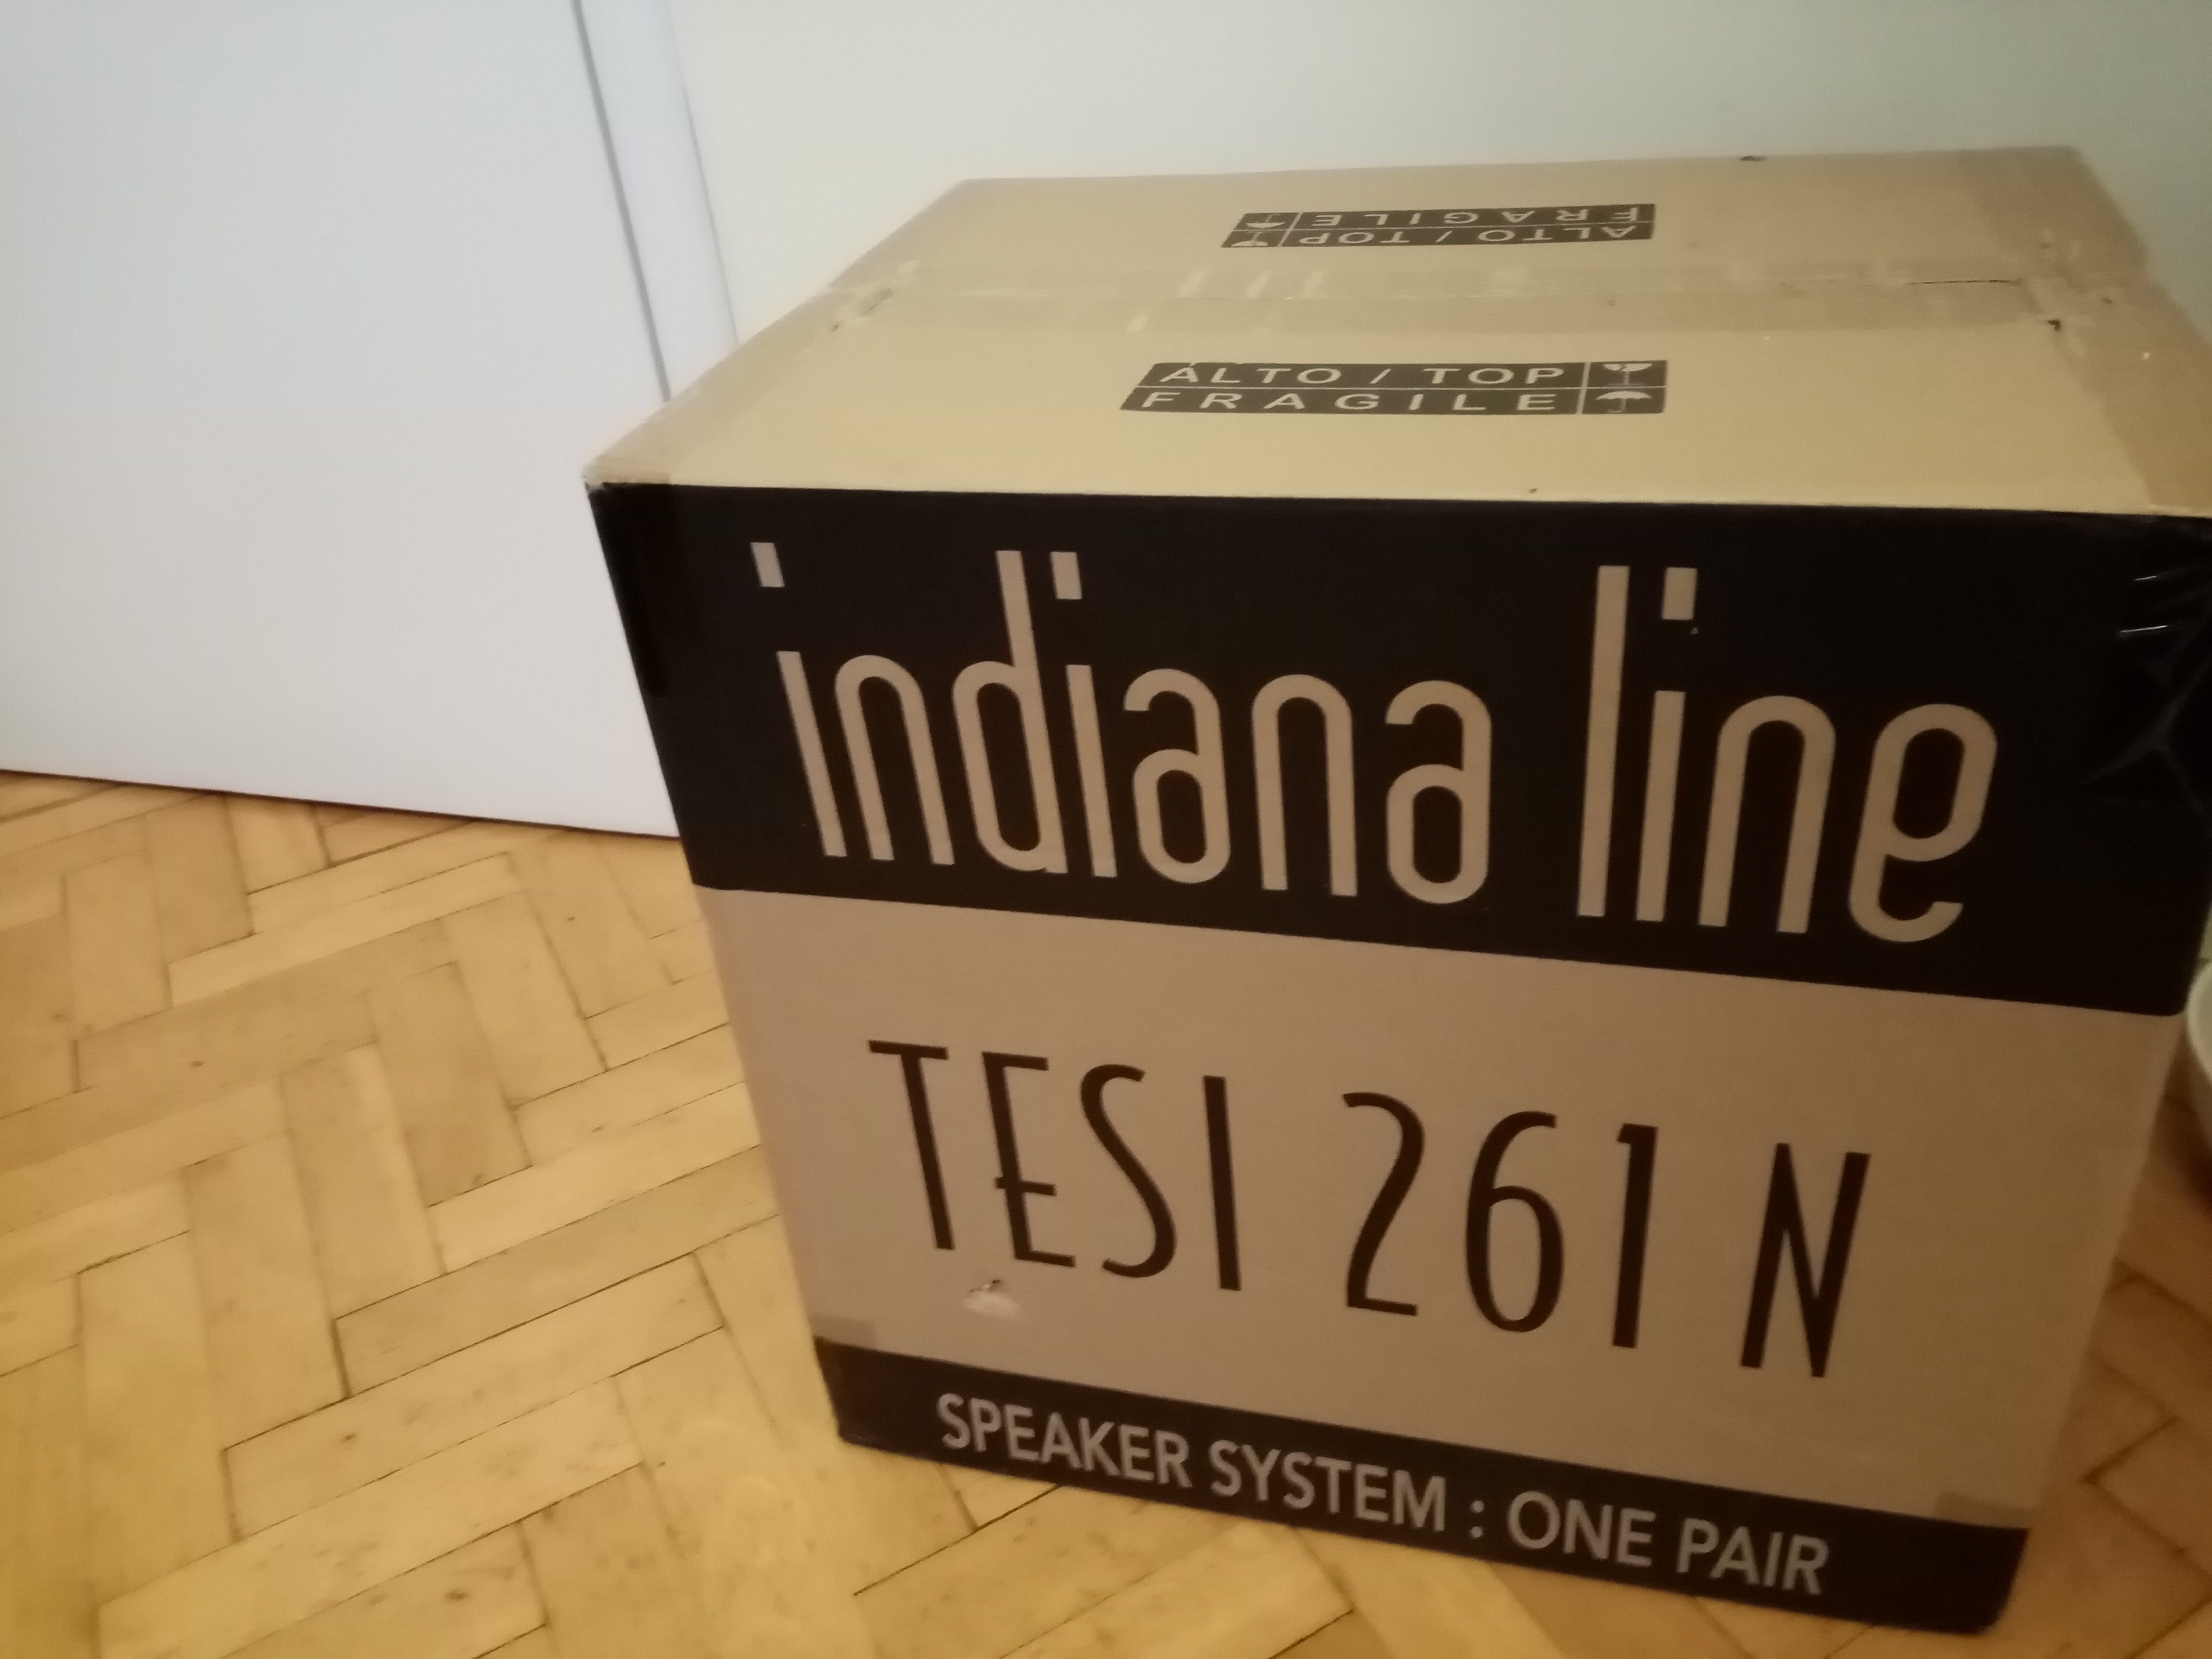 ALTO / TOP
FRAGILE
ALTO / TOP
FRAGILE
indiana line
TESI 261 N
SPEAKER SYSTEM : ONE PAIR